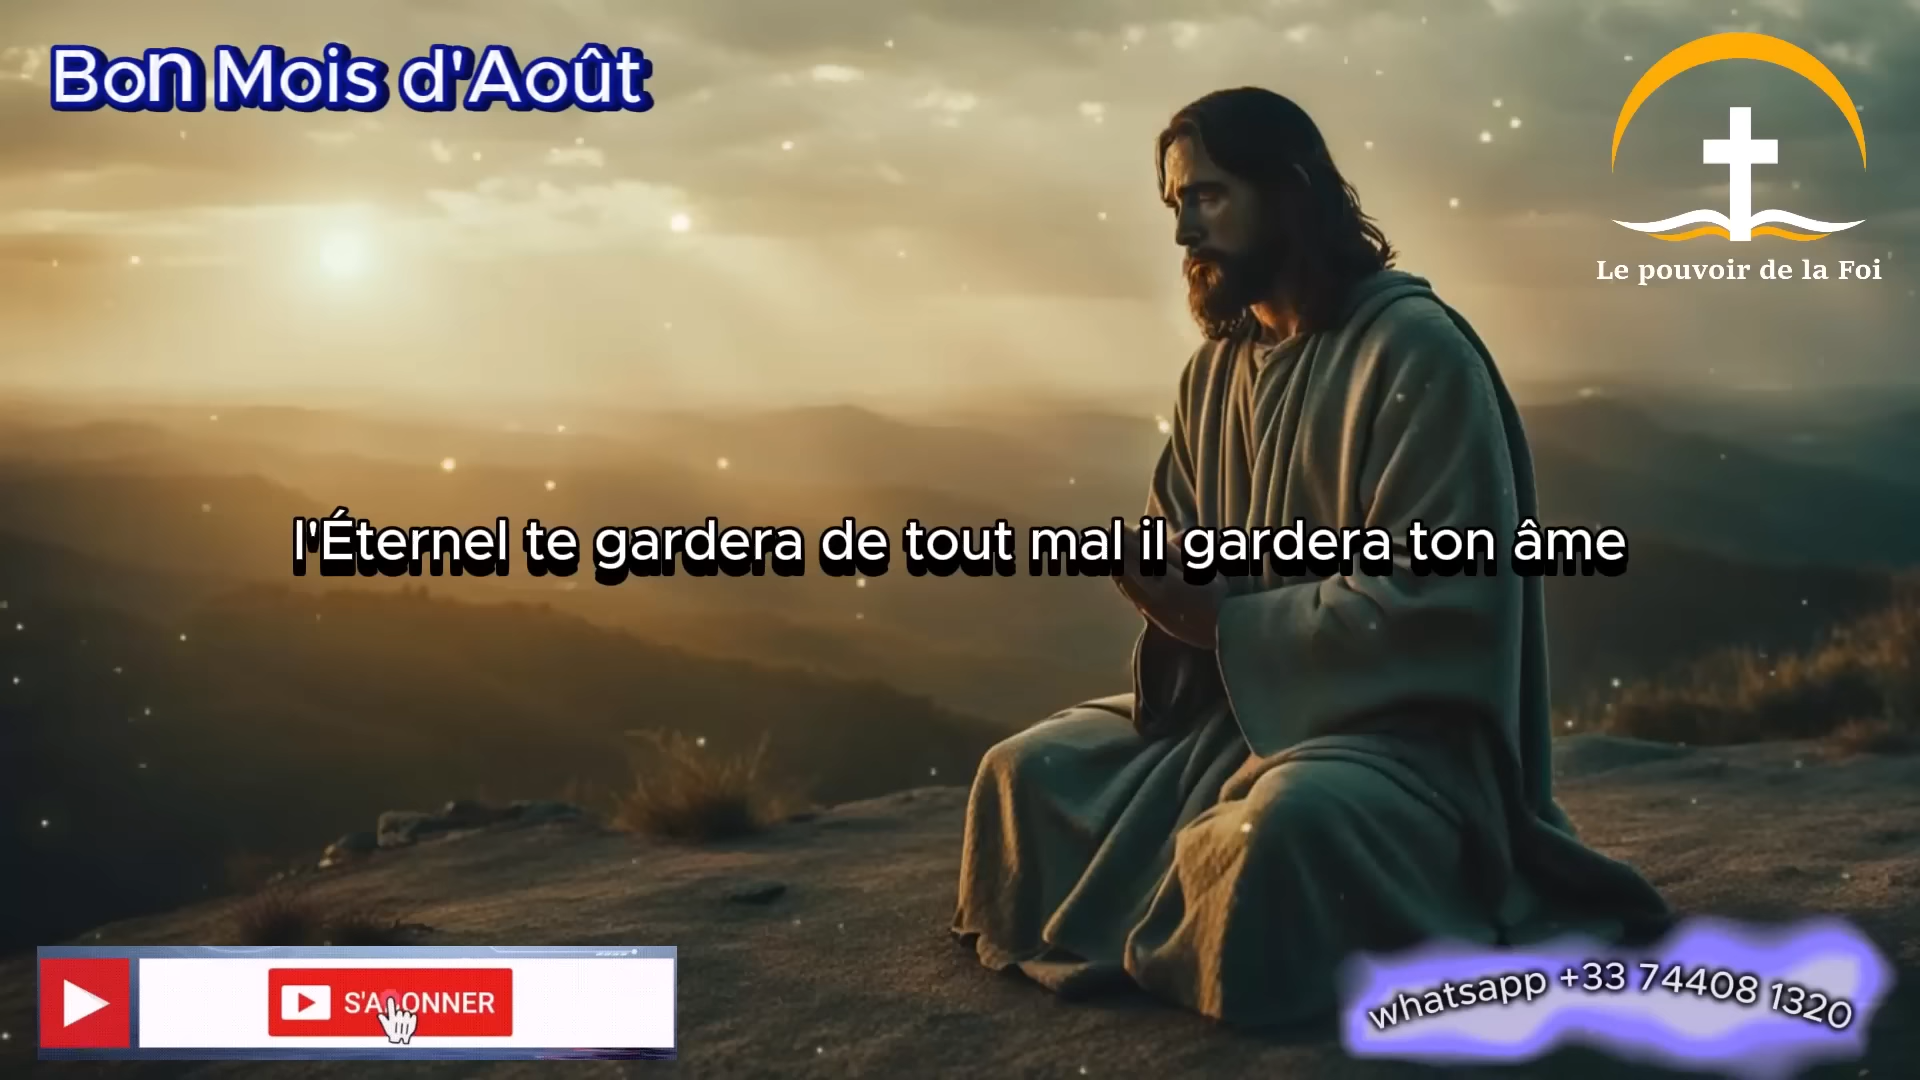 Bon Mois d'Août
Le pouvoir de la Foi
l'Éternel te gardera de tout mal il gardera ton âme
S'ABONNER
whatsapp +33 74408 1320